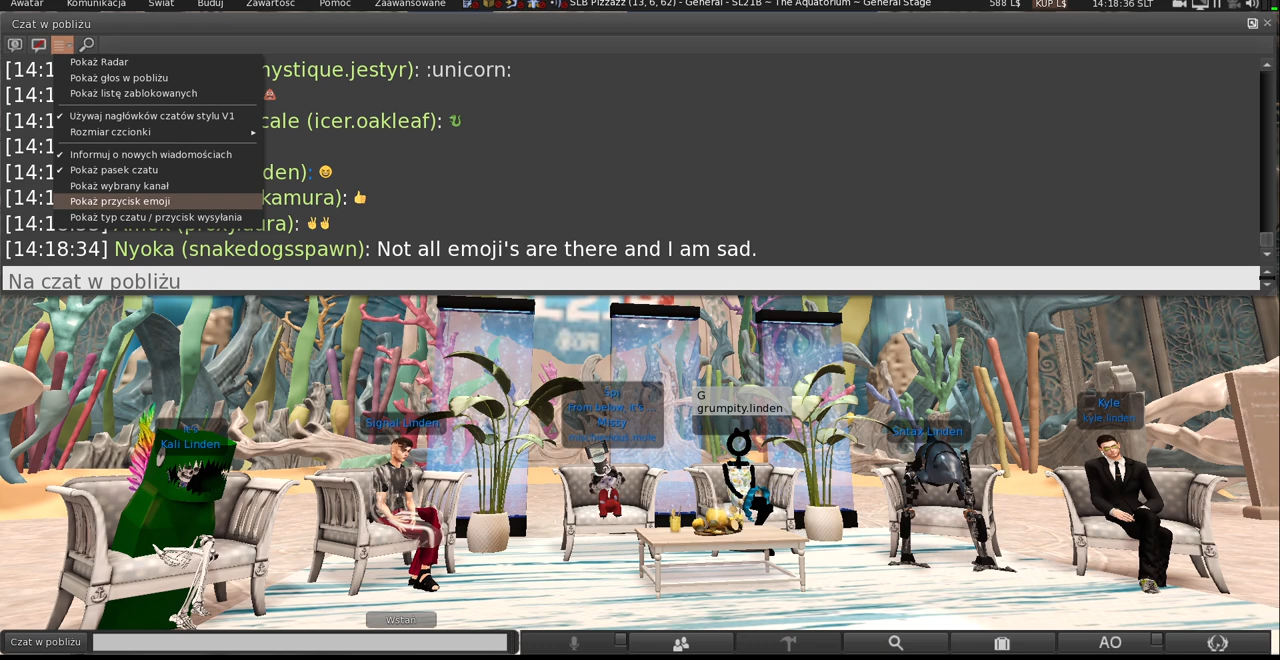 Awatar Komunikacja Świat Buduj Zawartość Pomoc Zaawansowane SLB Pizzazz (13, 6, 62) - General - SL21B ~ The Aquatorium ~ General Stage 588 L$ KUP L$ 14:18:36 SLT
Czat w pobliżu
Pokaż Radar
Pokaż głos w pobliżu
Pokaż listę zablokowanych
Używaj nagłówków czatów stylu V1
Rozmiar czcionki
Informuj o nowych wiadomościach
Pokaż pasek czatu
Pokaż wybrany kanał
Pokaż przycisk emoji
Pokaż typ czatu / przycisk wysyłania
[14:1 mystique.jestyr): :unicorn:
[14:1 💩
[14:1 cale (icer.oakleaf): 🐍
[14:1
[14:1 den): 😄
[14:1 kamura): 👍
[14:1 ✌✌
[14:18:34] Nyoka (snakedogsspawn): Not all emoji's are there and I am sad.
Na czat w pobliżu
Kali Linden
Signal Linden
From below, it's ...
Missy
G
grumpity.linden
Sntax Linden
Kyle
kyle.linden
Wstań
Czat w pobliżu
AO